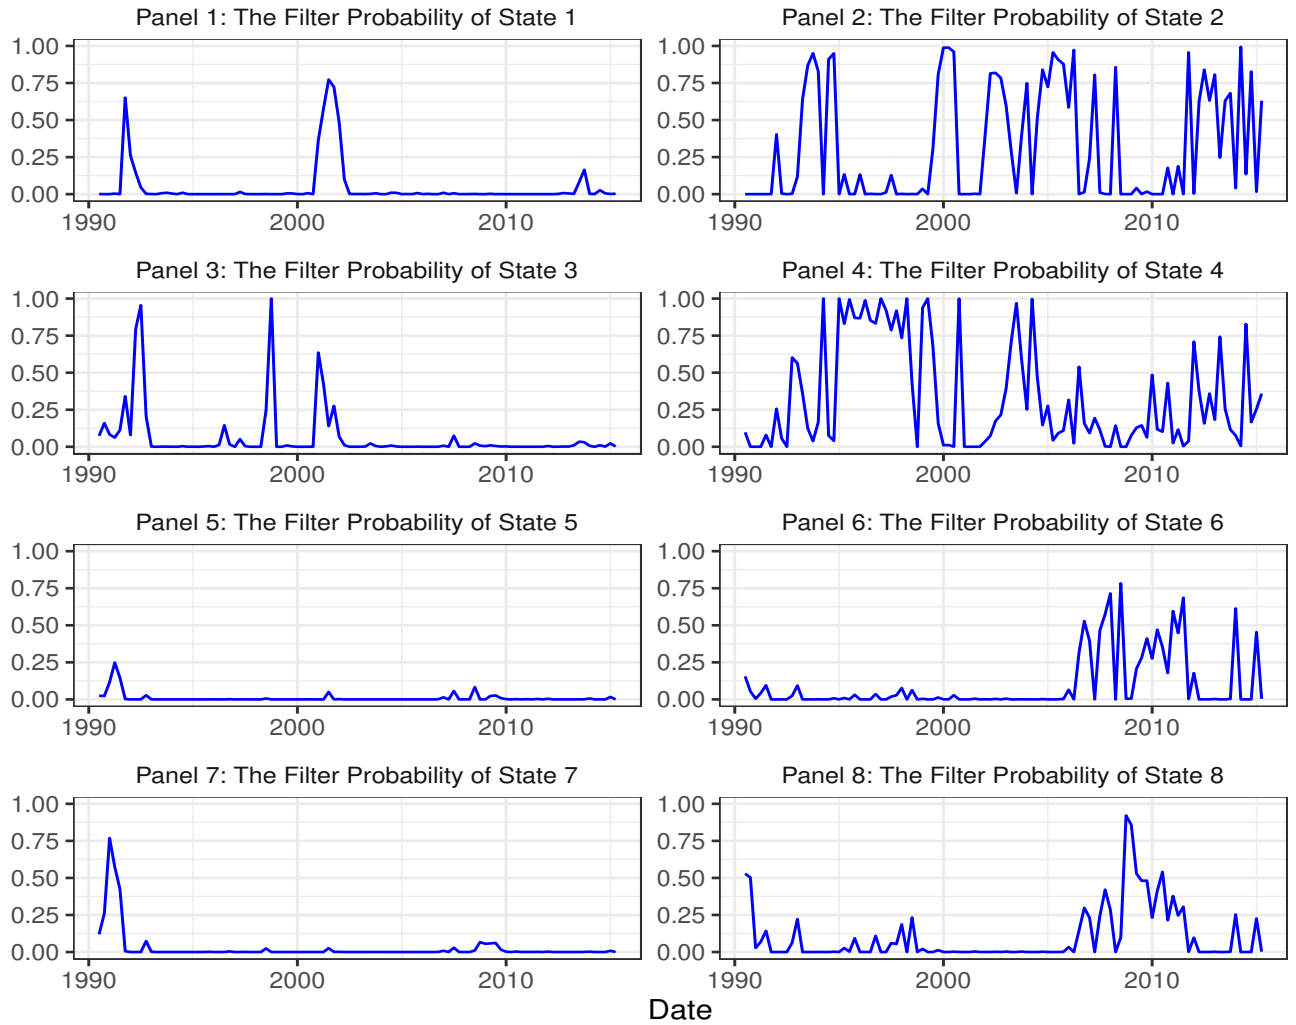 Panel 1: The Filter Probability of State 1
1.00
0.75
0.50
0.25
0.00
1990 2000 2010
Panel 2: The Filter Probability of State 2
1.00
0.75
0.50
0.25
0.00
1990 2000 2010
Panel 3: The Filter Probability of State 3
1.00
0.75
0.50
0.25
0.00
1990 2000 2010
Panel 4: The Filter Probability of State 4
1.00
0.75
0.50
0.25
0.00
1990 2000 2010
Panel 5: The Filter Probability of State 5
1.00
0.75
0.50
0.25
0.00
1990 2000 2010
Panel 6: The Filter Probability of State 6
1.00
0.75
0.50
0.25
0.00
1990 2000 2010
Panel 7: The Filter Probability of State 7
1.00
0.75
0.50
0.25
0.00
1990 2000 2010
Panel 8: The Filter Probability of State 8
1.00
0.75
0.50
0.25
0.00
1990 2000 2010
Date